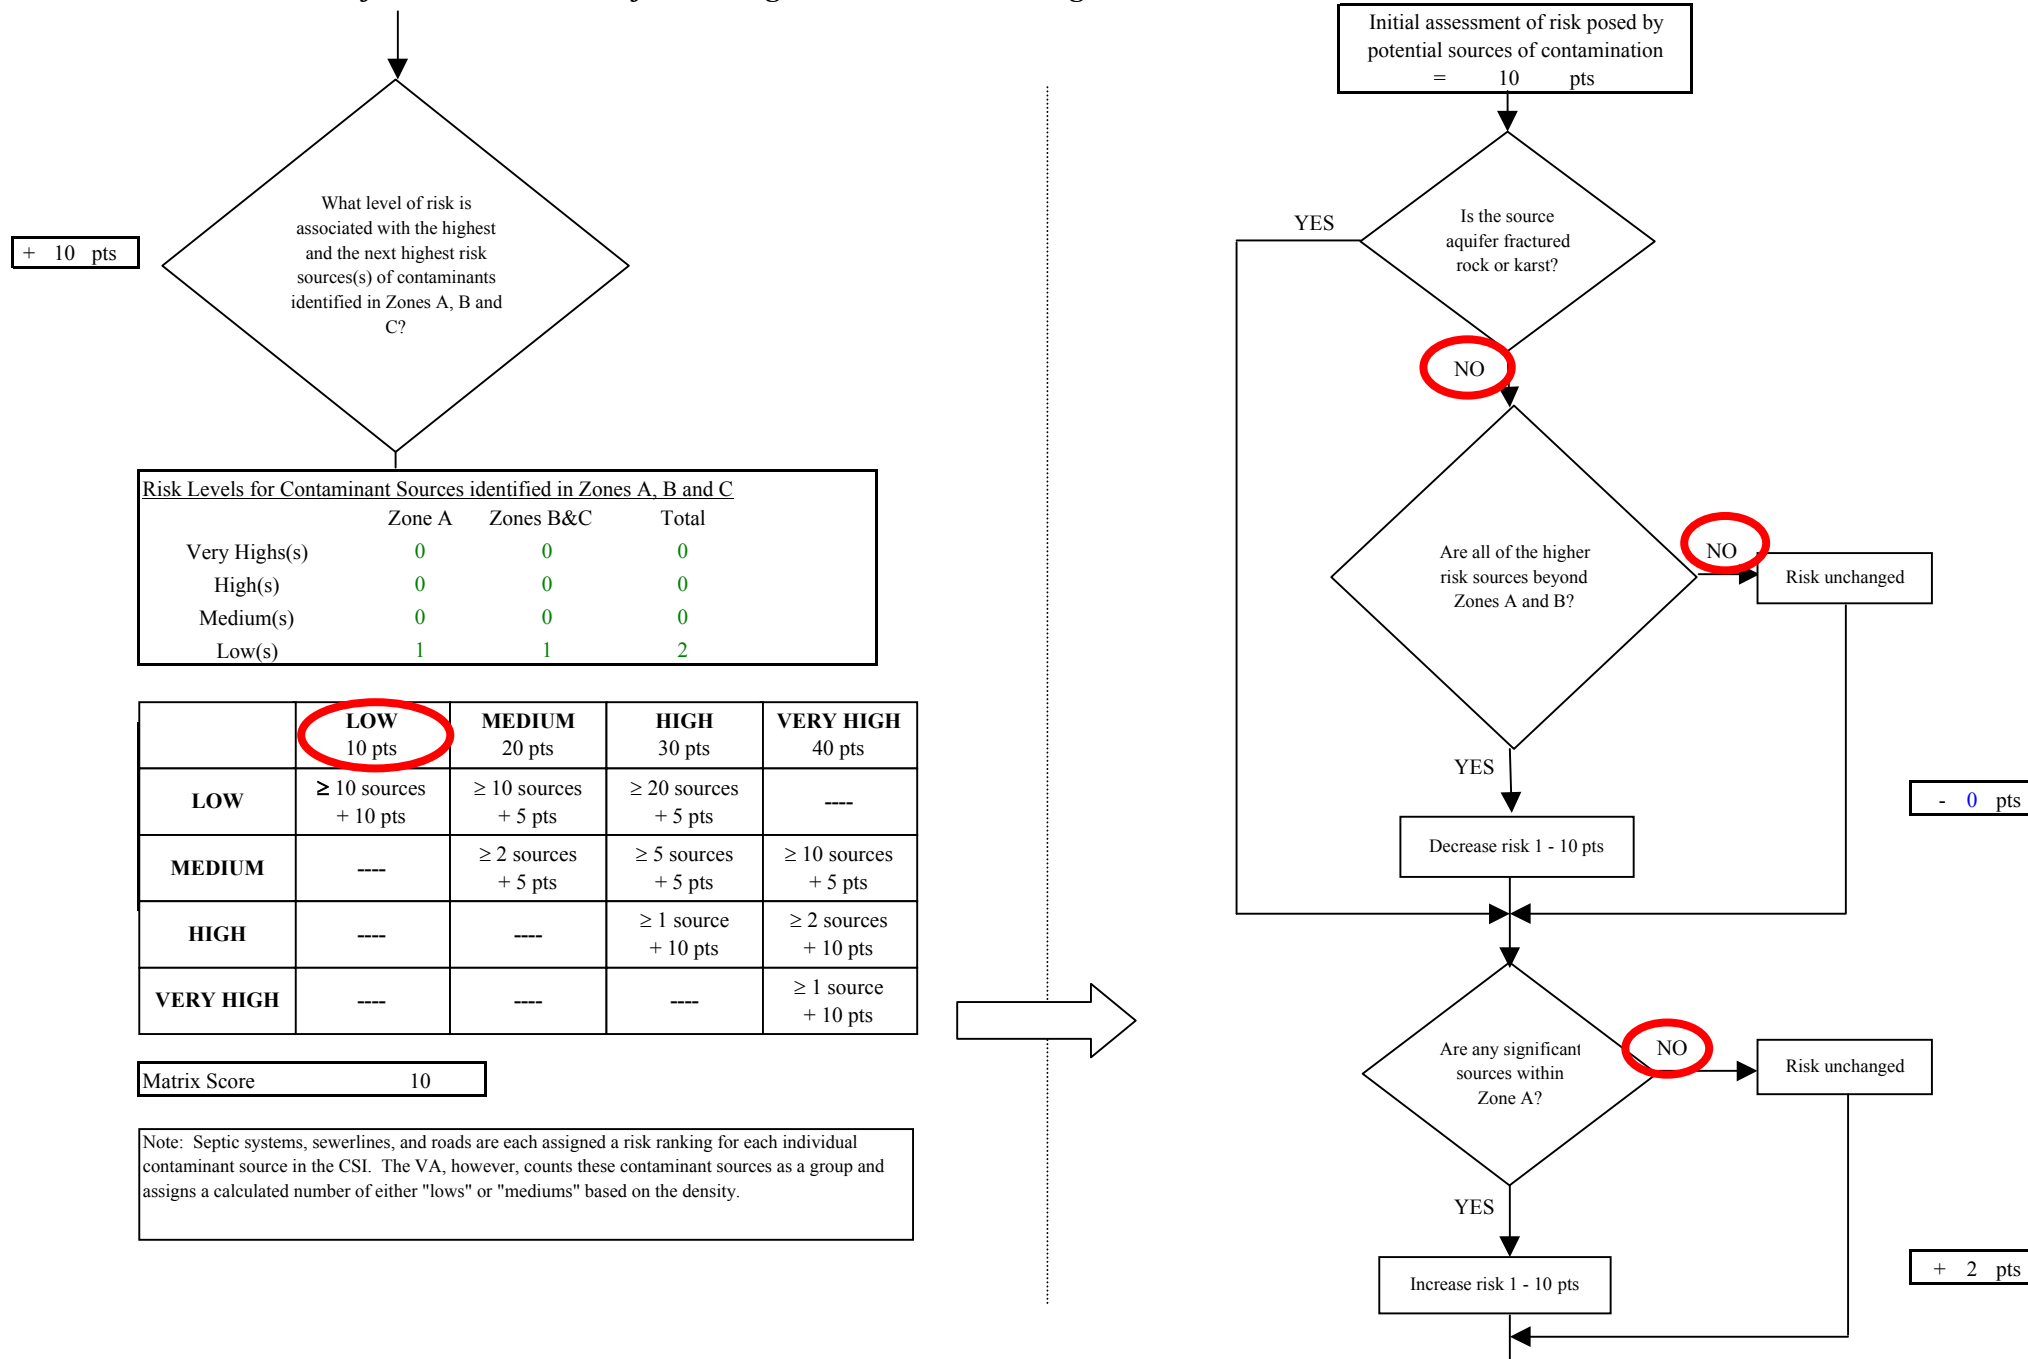 + 10 pts
What level of risk is
associated with the highest
and the next highest risk
sources(s) of contaminants
identified in Zones A, B and
C?
Risk Levels for Contaminant Sources identified in Zones A, B and C
Zone A Zones B&C Total
Very Highs(s) 0 0 0
High(s) 0 0 0
Medium(s) 0 0 0
Low(s) 1 1 2
LOW MEDIUM HIGH VERY HIGH
10 pts 20 pts 30 pts 40 pts
LOW ≥ 10 sources ≥ 10 sources ≥ 20 sources ----
+ 10 pts + 5 pts + 5 pts
MEDIUM ---- ≥ 2 sources ≥ 5 sources ≥ 10 sources
+ 5 pts + 5 pts + 5 pts
HIGH ---- ---- ≥ 1 source ≥ 2 sources
+ 10 pts + 10 pts
VERY HIGH ---- ---- ---- ≥ 1 source
+ 10 pts
Matrix Score 10
Note: Septic systems, sewerlines, and roads are each assigned a risk ranking for each individual
contaminant source in the CSI. The VA, however, counts these contaminant sources as a group and
assigns a calculated number of either "lows" or "mediums" based on the density.
Initial assessment of risk posed by
potential sources of contamination
= 10 pts
Is the source
aquifer fractured
rock or karst?
YES
NO
Are all of the higher
risk sources beyond
Zones A and B?
NO
Risk unchanged
YES
Decrease risk 1 - 10 pts
- 0 pts
Are any significant
sources within
Zone A?
NO
Risk unchanged
YES
Increase risk 1 - 10 pts
+ 2 pts